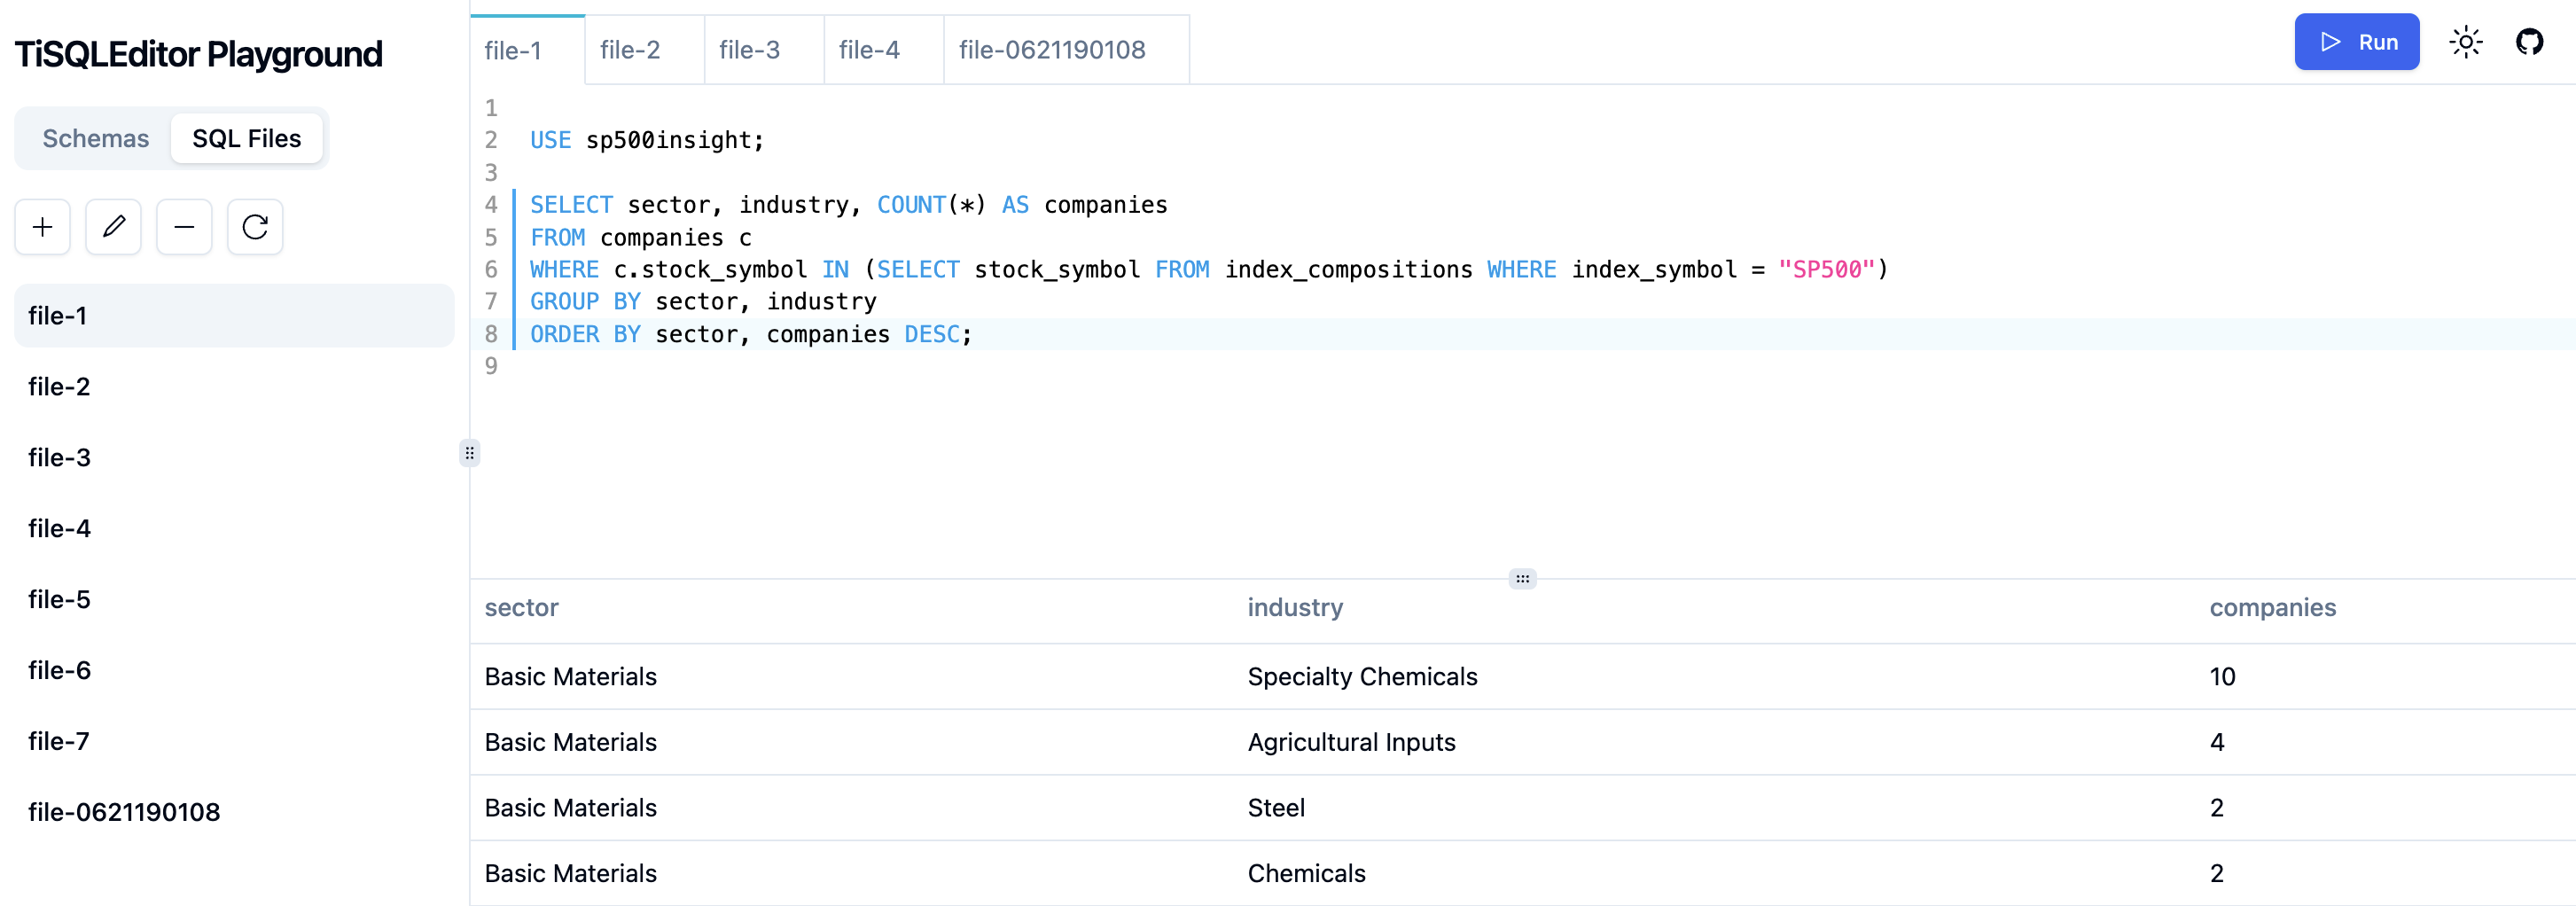 TiSQLEditor Playground
Schemas SQL Files
file-1
file-2
file-3
file-4
file-5
file-6
file-7
file-0621190108
file-1 file-2 file-3 file-4 file-0621190108
Run
1
2 USE sp500insight;
3
4 SELECT sector, industry, COUNT(*) AS companies
5 FROM companies c
6 WHERE c.stock_symbol IN (SELECT stock_symbol FROM index_compositions WHERE index_symbol = "SP500")
7 GROUP BY sector, industry
8 ORDER BY sector, companies DESC;
9
sector industry companies
Basic Materials Specialty Chemicals 10
Basic Materials Agricultural Inputs 4
Basic Materials Steel 2
Basic Materials Chemicals 2